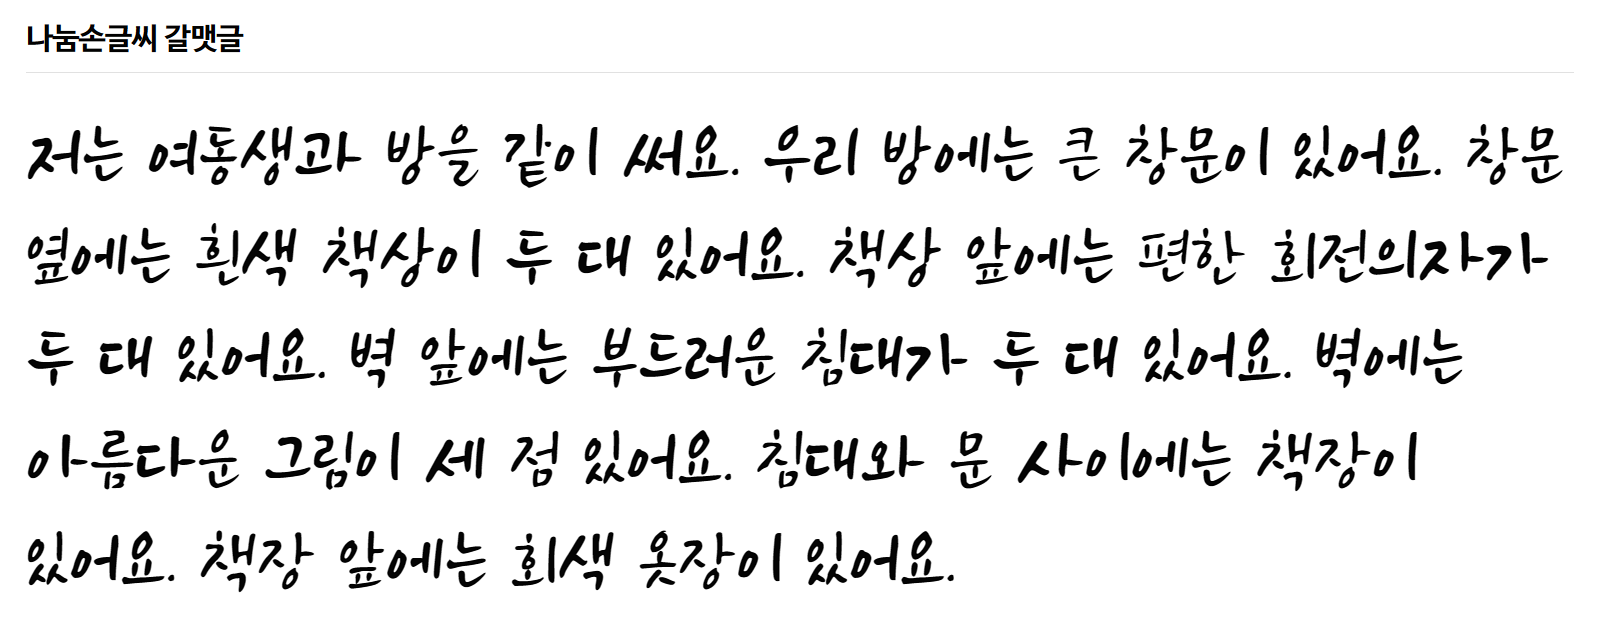 나눔손글씨 갈맷글
저는 여동생과 방을 같이 써요. 우리 방에는 큰 창문이 있어요. 창문
옆에는 흰색 책상이 두 대 있어요. 책상 앞에는 편한 회전의자가
두 대 있어요. 벽 앞에는 부드러운 침대가 두 대 있어요. 벽에는
아름다운 그림이 세 점 있어요. 침대와 문 사이에는 책장이
있어요. 책장 앞에는 회색 옷장이 있어요.